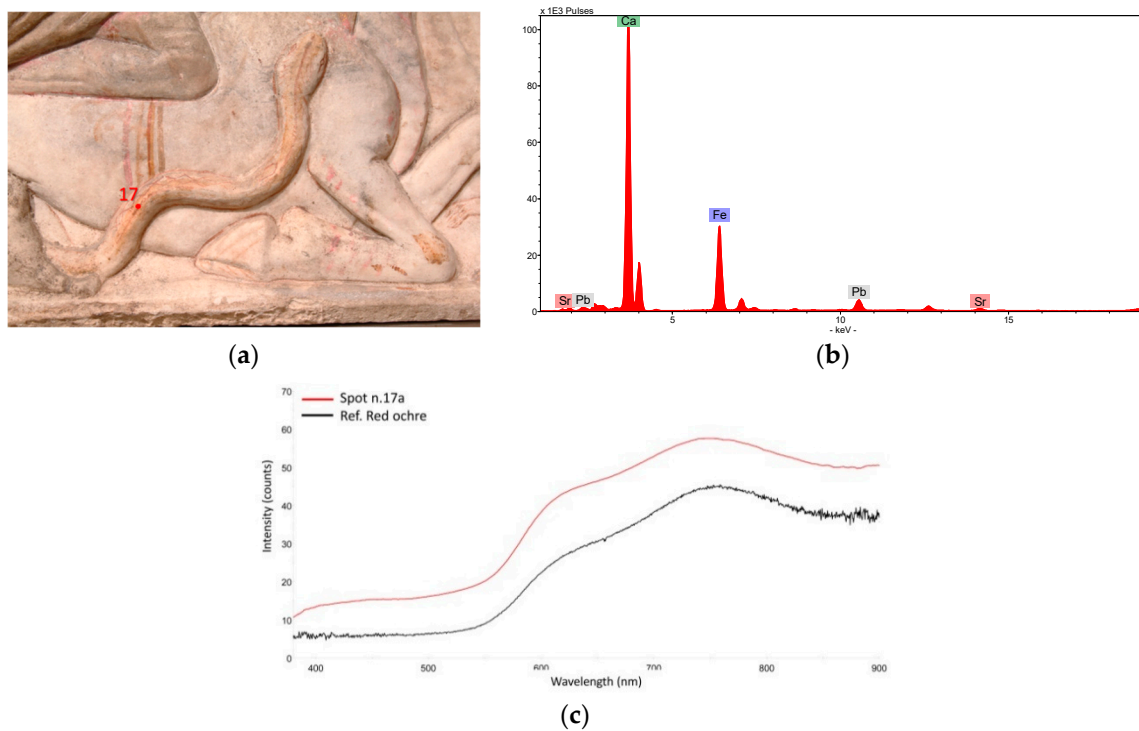 17
(a)
x 1E3 Pulses
100
80
60
40
20
0
Ca
Fe
Sr
Pb
Pb
Sr
5
10
15
- keV -
(b)
Spot n.17a
Ref. Red ochre
70
60
50
40
30
20
10
0
Intensity (counts)
400
500
600
700
800
900
Wavelength (nm)
(c)